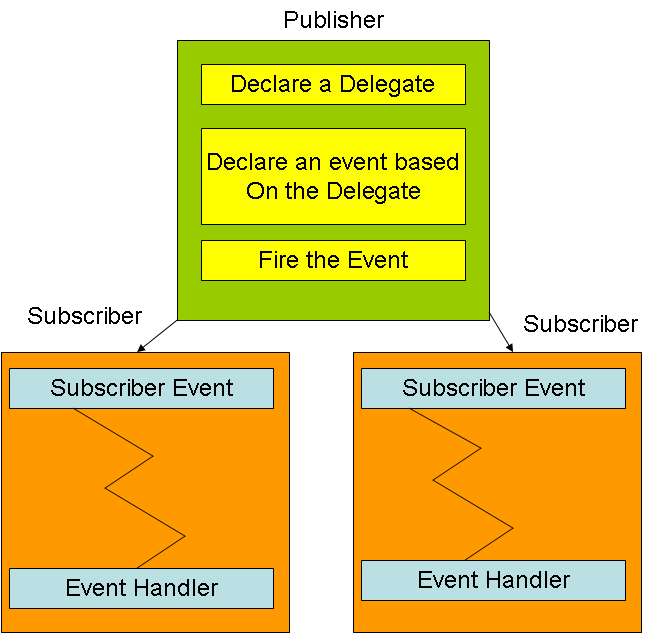 Publisher
Declare a Delegate
Declare an event based
On the Delegate
Fire the Event
Subscriber
Subscriber
Subscriber Event
Subscriber Event
Event Handler
Event Handler